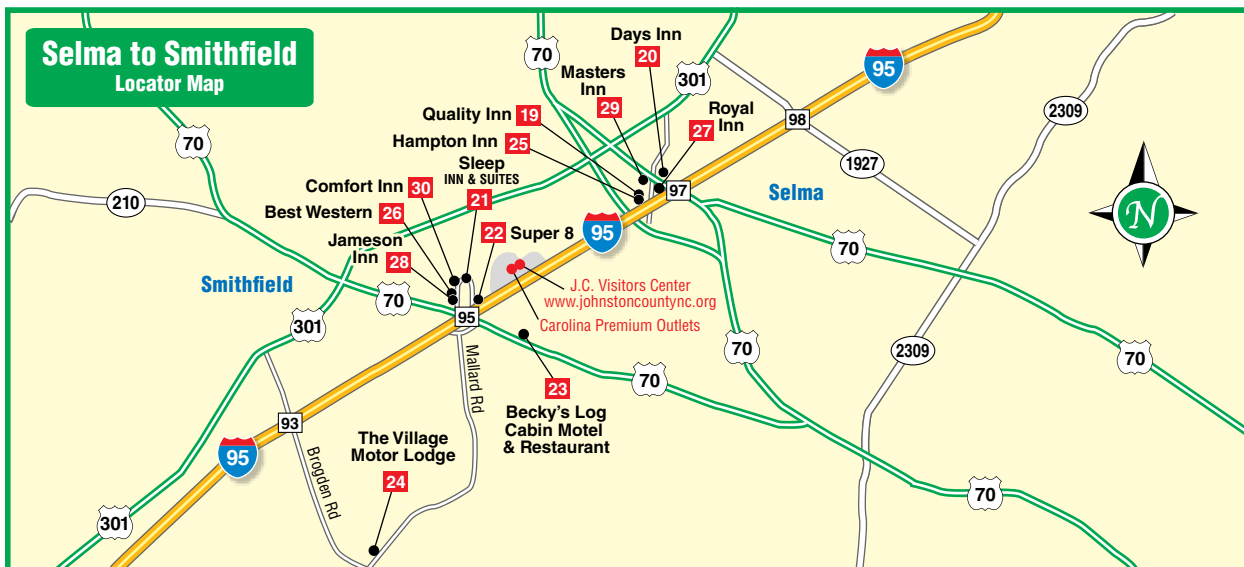 Selma to Smithfield
Locator Map
70
210
70
301
Days Inn
20
Masters
Inn
29
Royal
Inn
27
Quality Inn 19
Hampton Inn 25
Sleep
INN & SUITES
21
Comfort Inn 30
Best Western 26
Jameson
Inn
28
22 Super 8
95
98
2309
1927
97
Selma
N
95
70
Smithfield
J.C. Visitors Center
www.johnstoncountync.org
Carolina Premium Outlets
70
95
301
70
2309
70
70
Mallard Rd
23
Becky's Log
Cabin Motel
& Restaurant
93
95
Brogden Rd
The Village
Motor Lodge
24
301
70